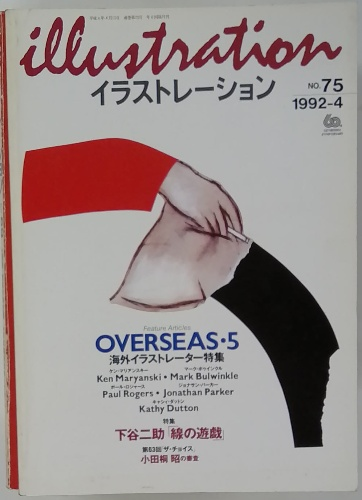 illustration
イラストレーション
NO.75
1992-4
Feature Articles
OVERSEAS・5
海外イラストレーター特集
ケン・マリアンスキー マーク・ボゥインクル
Ken Maryanski・Mark Bulwinkle
ポール・ロジャース ジョナサン・パーカー
Paul Rogers・Jonathan Parker
キャシィ・ダットン
Kathy Dutton
特集
下谷二助「線の遊戯」
第63回「ザ・チョイス」
小田桐 昭の審査